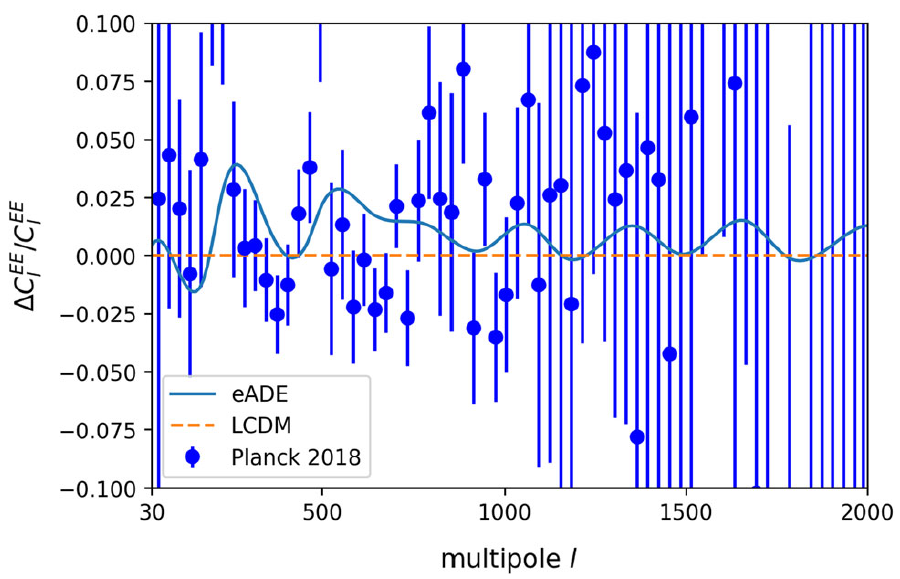 0.100
0.075
0.050
0.025
0.000
−0.025
−0.050
−0.075
−0.100
ΔC_l^{EE}/C_l^{EE}
eADE
LCDM
Planck 2018
30 500 1000 1500 2000
multipole l